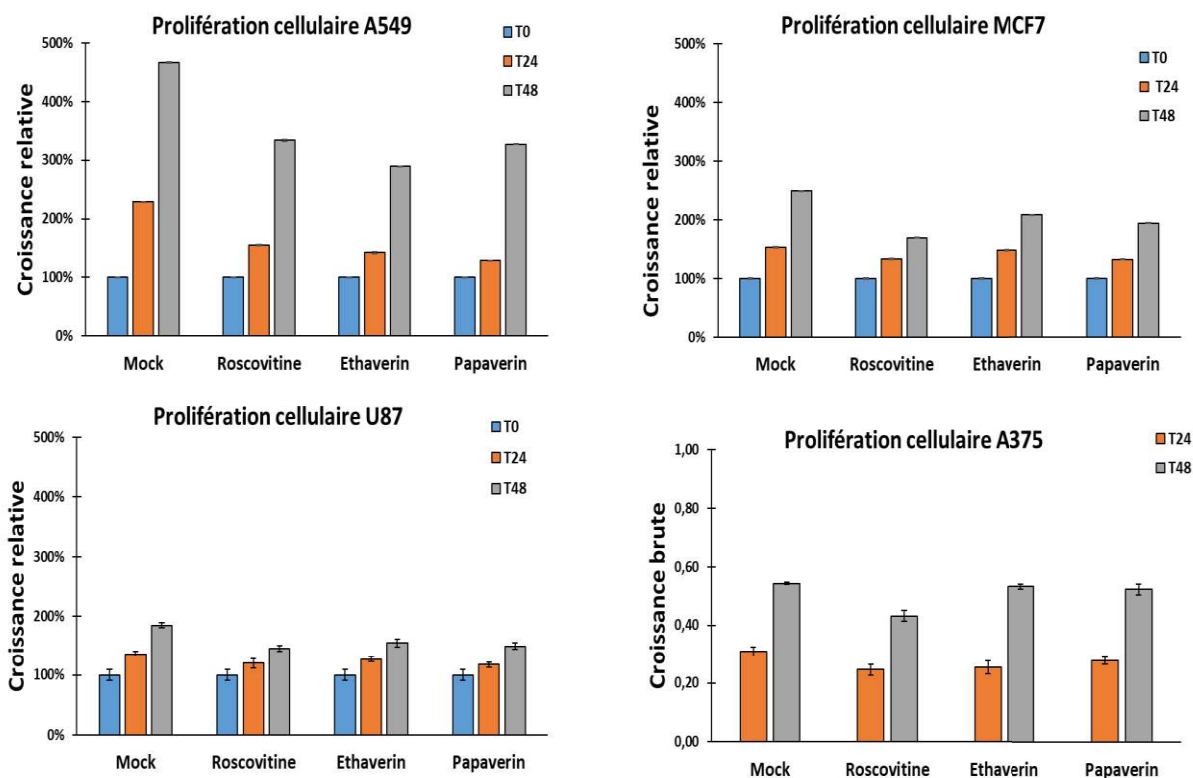 Prolifération cellulaire A549
T0
T24
T48
Croissance relative
500%
400%
300%
200%
100%
0%
Mock Roscovitine Ethaverin Papaverin
Prolifération cellulaire MCF7
T0
T24
T48
Croissance relative
500%
400%
300%
200%
100%
0%
Mock Roscovitine Ethaverin Papaverin
Prolifération cellulaire U87
T0
T24
T48
Croissance relative
500%
400%
300%
200%
100%
0%
Mock Roscovitine Ethaverin Papaverin
Prolifération cellulaire A375
T24
T48
Croissance brute
1,00
0,80
0,60
0,40
0,20
0,00
Mock Roscovitine Ethaverin Papaverin